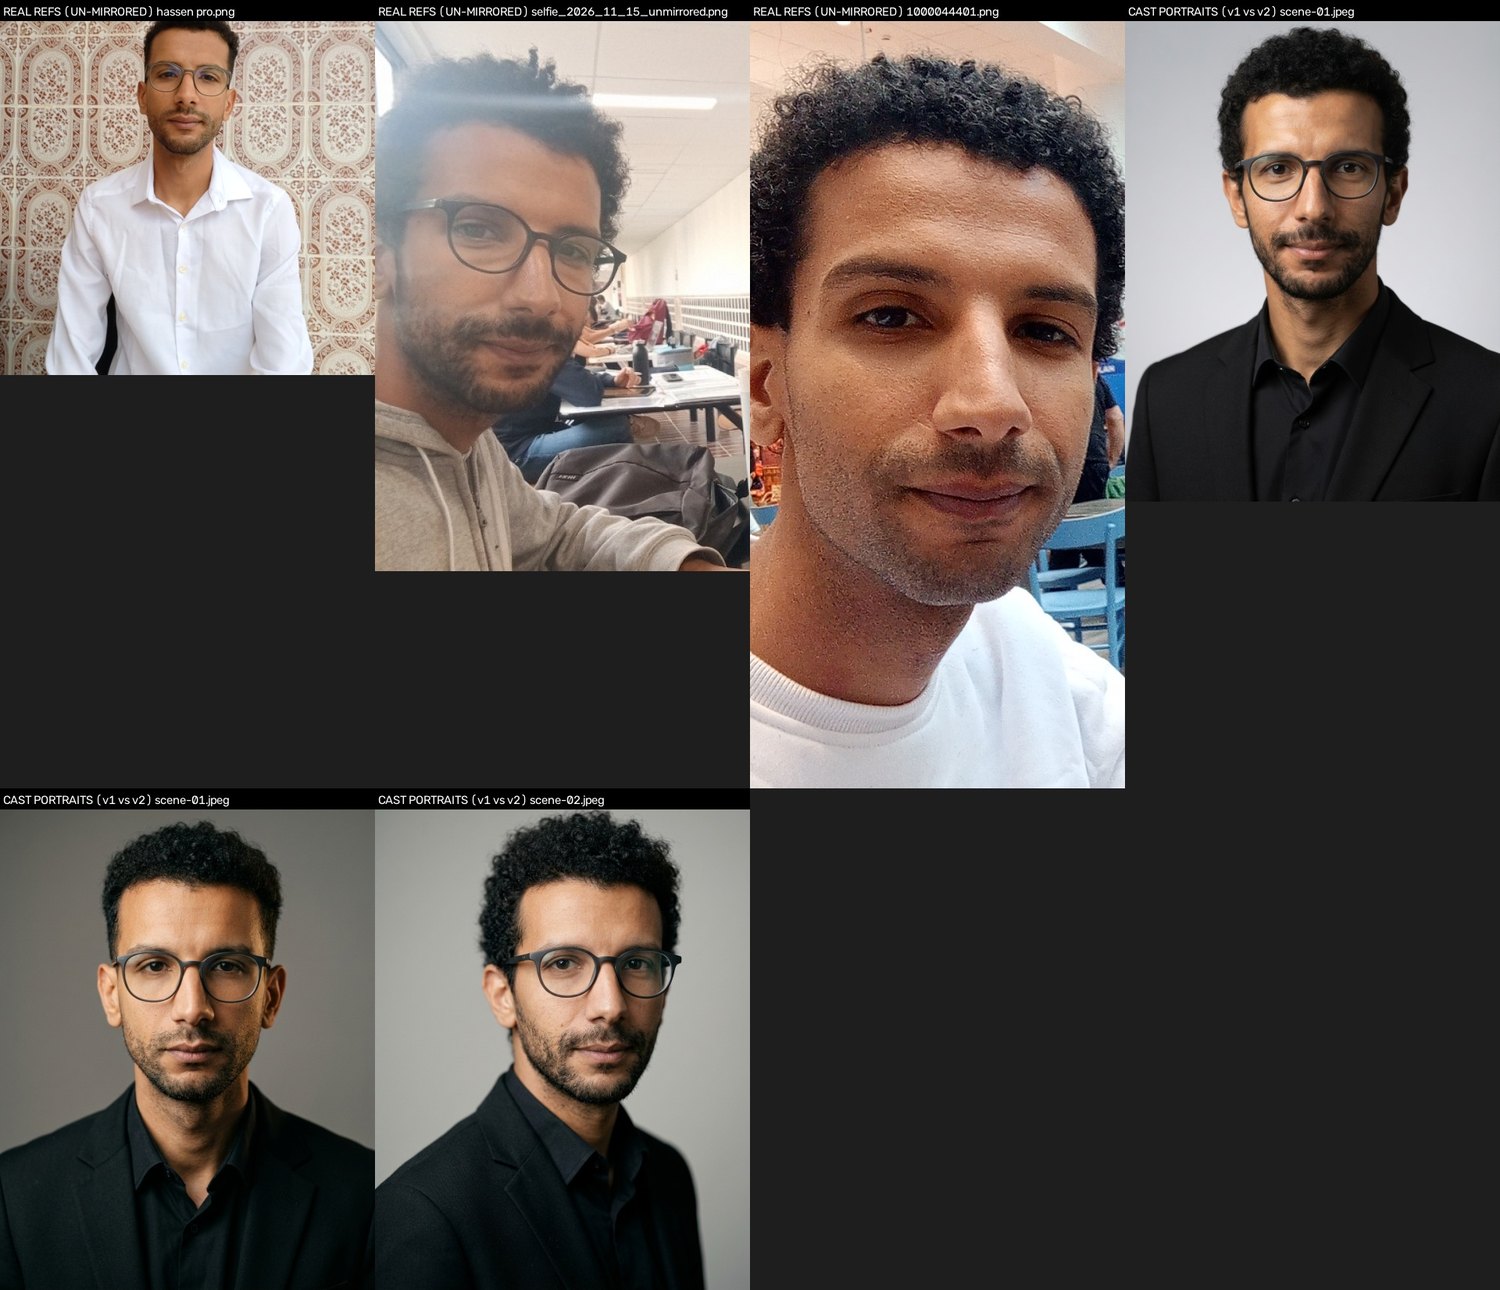 REAL REFS (UN-MIRRORED) hassen pro.png
REAL REFS (UN-MIRRORED) selfie_2026_11_15_unmirrored.png
REAL REFS (UN-MIRRORED) 1000044401.png
CAST PORTRAITS (v1 vs v2) scene-01.jpeg
CAST PORTRAITS (v1 vs v2) scene-01.jpeg
CAST PORTRAITS (v1 vs v2) scene-02.jpeg